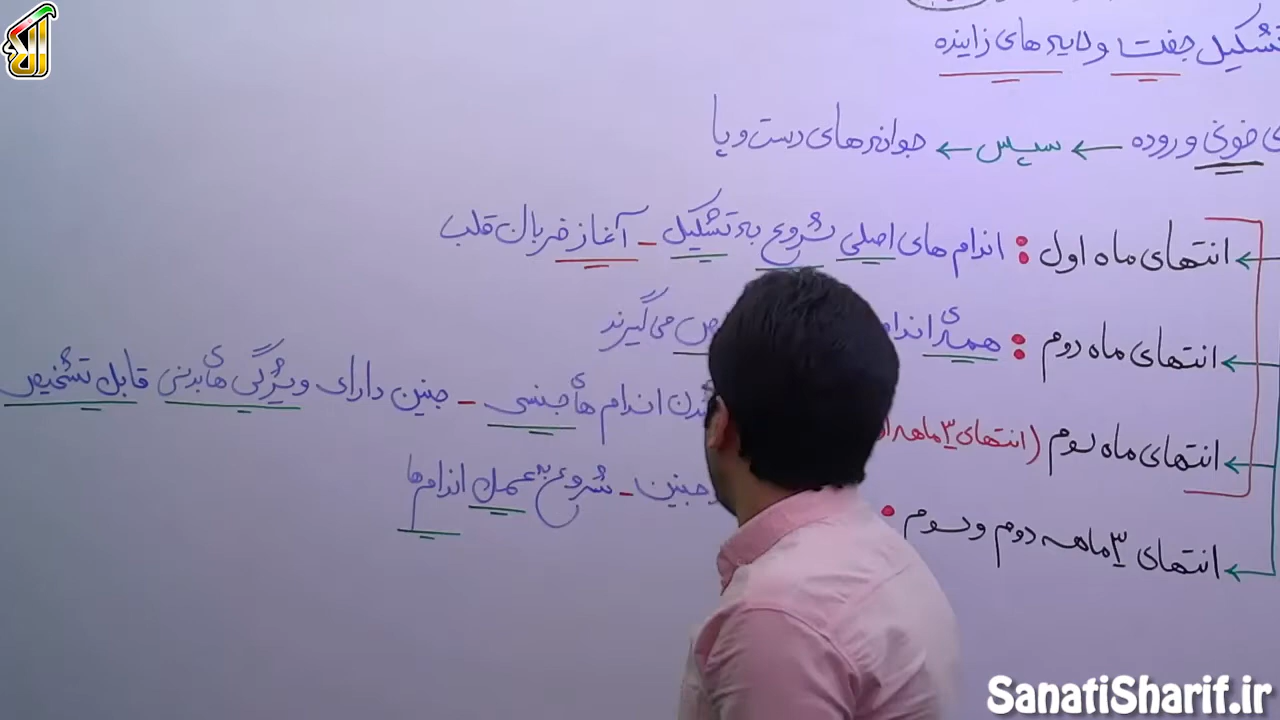 تشکیل جفت و لایه های زاینده
خونی و روده ← سپس ← جوانه های دست و پا
انتهای ماه اول : اندام های اصلی شروع به تشکیل - آغاز ضربان قلب
انتهای ماه دوم : همهٔ می گیرند
انتهای ماه سوم (انتهای ۳ ماهه اندام های جنسی - جنین دارای ویژگی های بدنی قابل تشخیص
انتهای ۳ ماهه دوم و سوم جنین - شروع به عمل اندام ها
SanatiSharif.ir